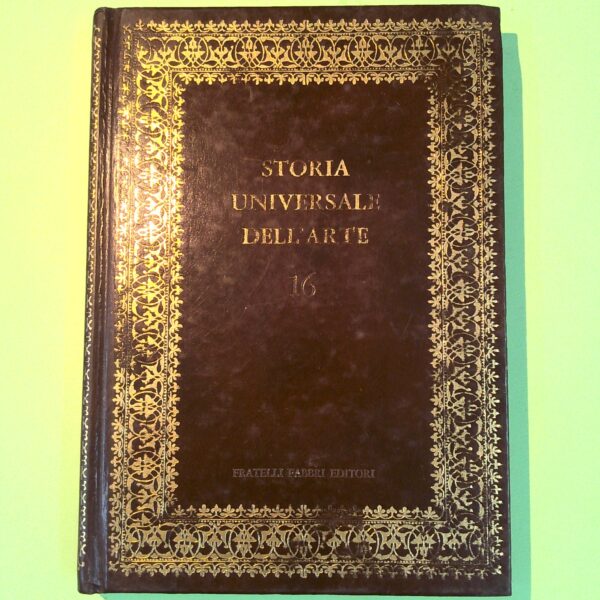 STORIA
UNIVERSALE
DELL'ARTE
16
FRATELLI FABBRI EDITORI